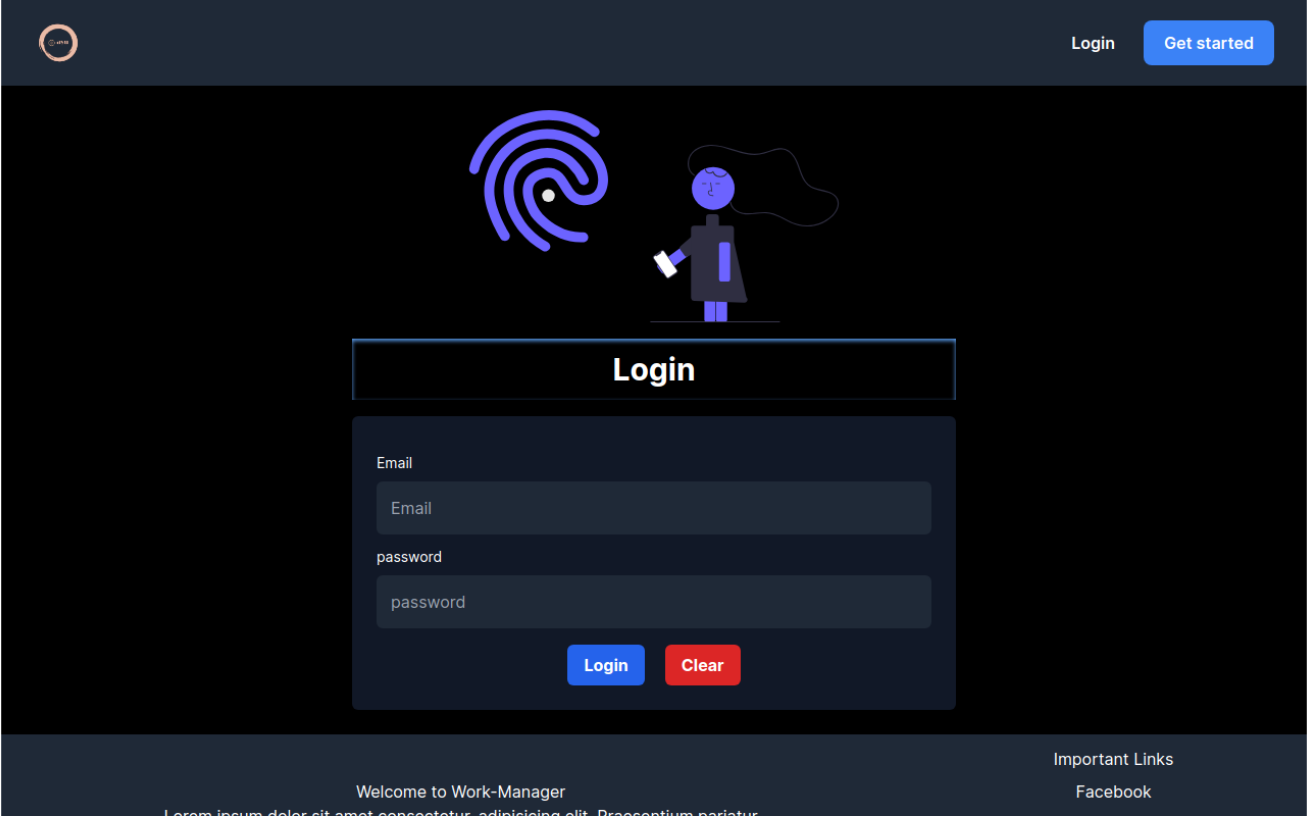 Login
Get started
Login
Email
Email
password
password
Login
Clear
Important Links
Welcome to Work-Manager
Facebook
Lorem ipsum dolor sit amet consectetur, adipisicing elit. Praesentium pariatur